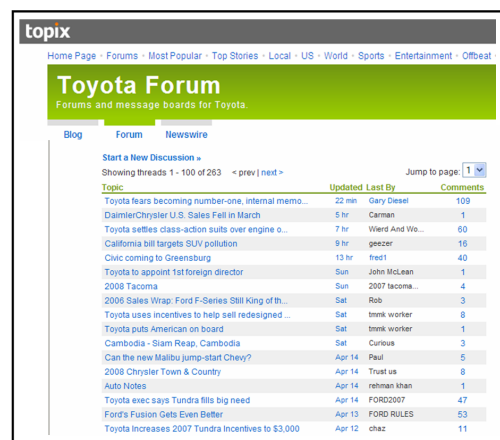 topix
Home Page • Forums • Most Popular • Top Stories • Local • US • World • Sports • Entertainment • Offbeat •
Toyota Forum
Forums and message boards for Toyota.
Blog Forum Newswire
Start a New Discussion »
Showing threads 1 - 100 of 263 < prev | next > Jump to page: 1
Topic Updated Last By Comments
Toyota fears becoming number-one, internal memo... 22 min Gary Diesel 109
DaimlerChrysler U.S. Sales Fell in March 5 hr Carman 1
Toyota settles class-action suits over engine o... 7 hr Wierd And Wo... 60
California bill targets SUV pollution 9 hr geezer 16
Civic coming to Greensburg 13 hr fred1 40
Toyota to appoint 1st foreign director Sun John McLean 1
2008 Tacoma Sun 2007 tacoma... 4
2006 Sales Wrap: Ford F-Series Still King of th... Sat Rob 3
Toyota uses incentives to help sell redesigned ... Sat tmmk worker 8
Toyota puts American on board Sat tmmk worker 1
Cambodia - Siam Reap, Cambodia Sat Curious 3
Can the new Malibu jump-start Chevy? Apr 14 Paul 5
2008 Chrysler Town & Country Apr 14 Trust us 8
Auto Notes Apr 14 rehman khan 1
Toyota exec says Tundra fills big need Apr 14 FORD2007 47
Ford's Fusion Gets Even Better Apr 13 FORD RULES 53
Toyota Increases 2007 Tundra Incentives to $3,000 Apr 12 chaz 11